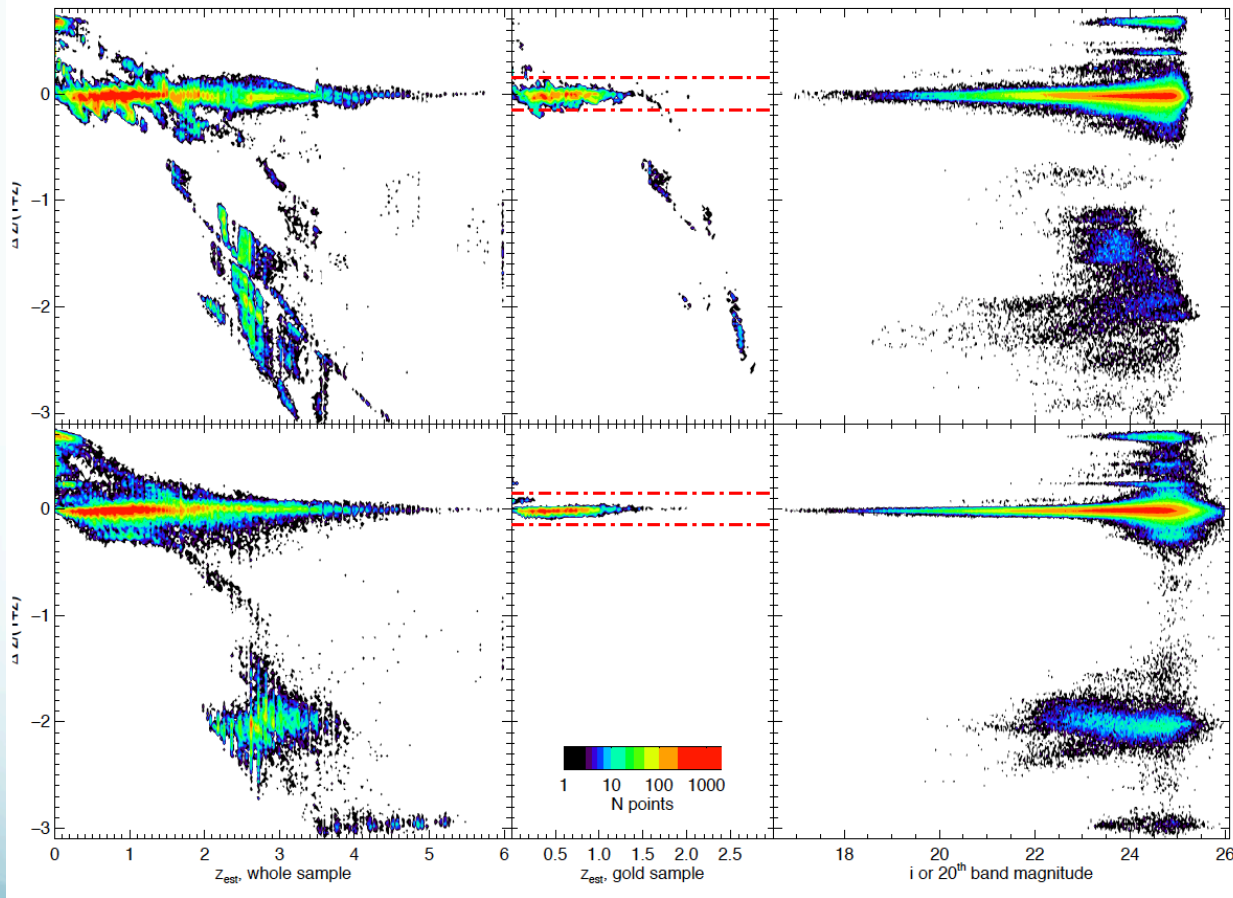 0
−1
−2
−3
0
−1
−2
−3
1 10 100 1000
N points
0 1 2 3 4 5 6 0.5 1.0 1.5 2.0 2.5 18 20 22 24 26
z_est, whole sample z_est, gold sample i or 20th band magnitude